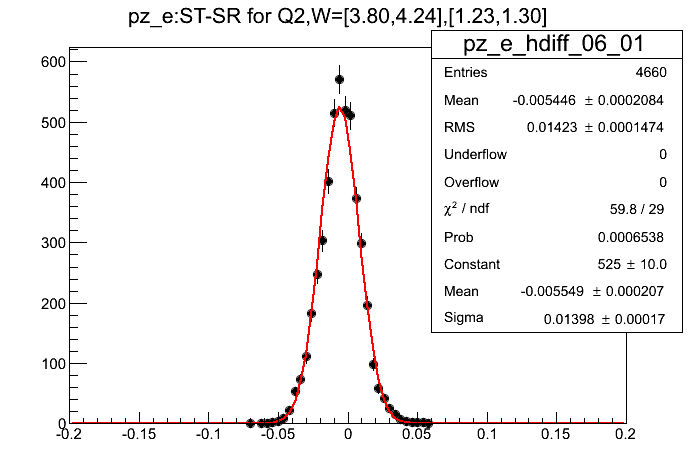 pz_e:ST-SR for Q2,W=[3.80,4.24],[1.23,1.30]
pz_e_hdiff_06_01
Entries 4660
Mean -0.005446 ± 0.0002084
RMS 0.01423 ± 0.0001474
Underflow 0
Overflow 0
χ² / ndf 59.8 / 29
Prob 0.0006538
Constant 525 ± 10.0
Mean -0.005549 ± 0.000207
Sigma 0.01398 ± 0.00017
600
500
400
300
200
100
0
-0.2 -0.15 -0.1 -0.05 0 0.05 0.1 0.15 0.2